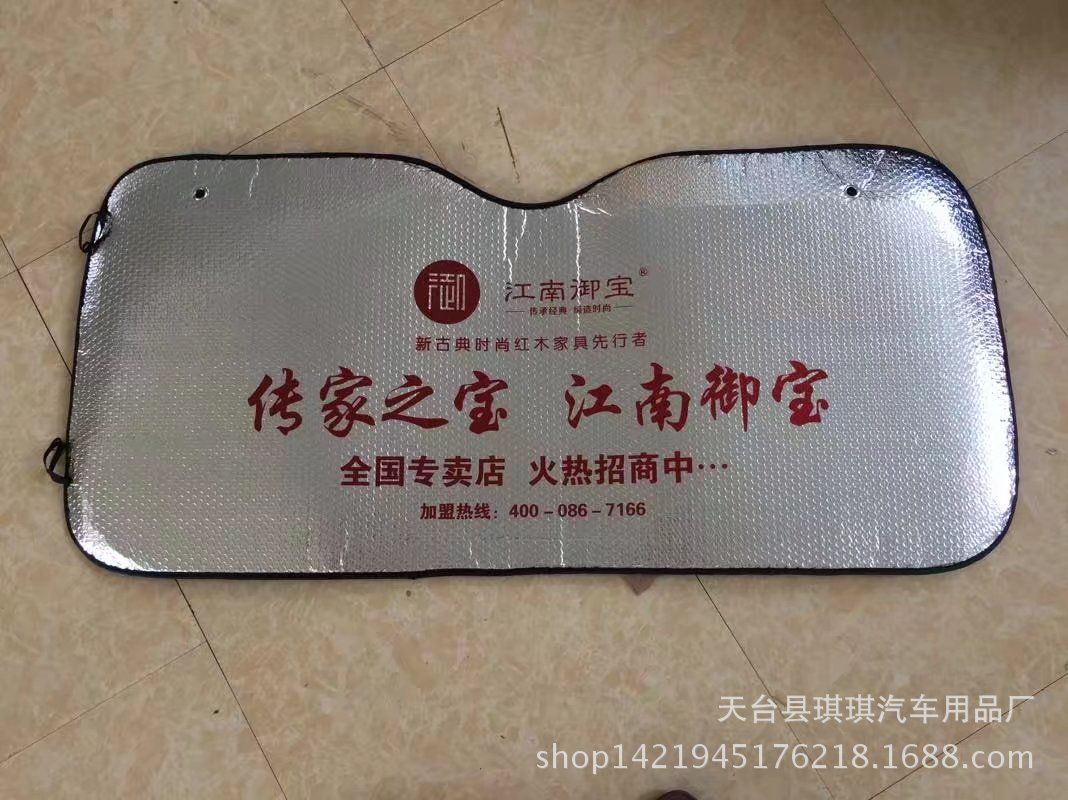 御 江南御宝®
传承经典 缔造时尚
新古典时尚红木家具先行者
传家之宝 江南御宝
全国专卖店 火热招商中…
加盟热线：400－086－7166
天台县琪琪汽车用品厂
shop1421945176218.1688.com